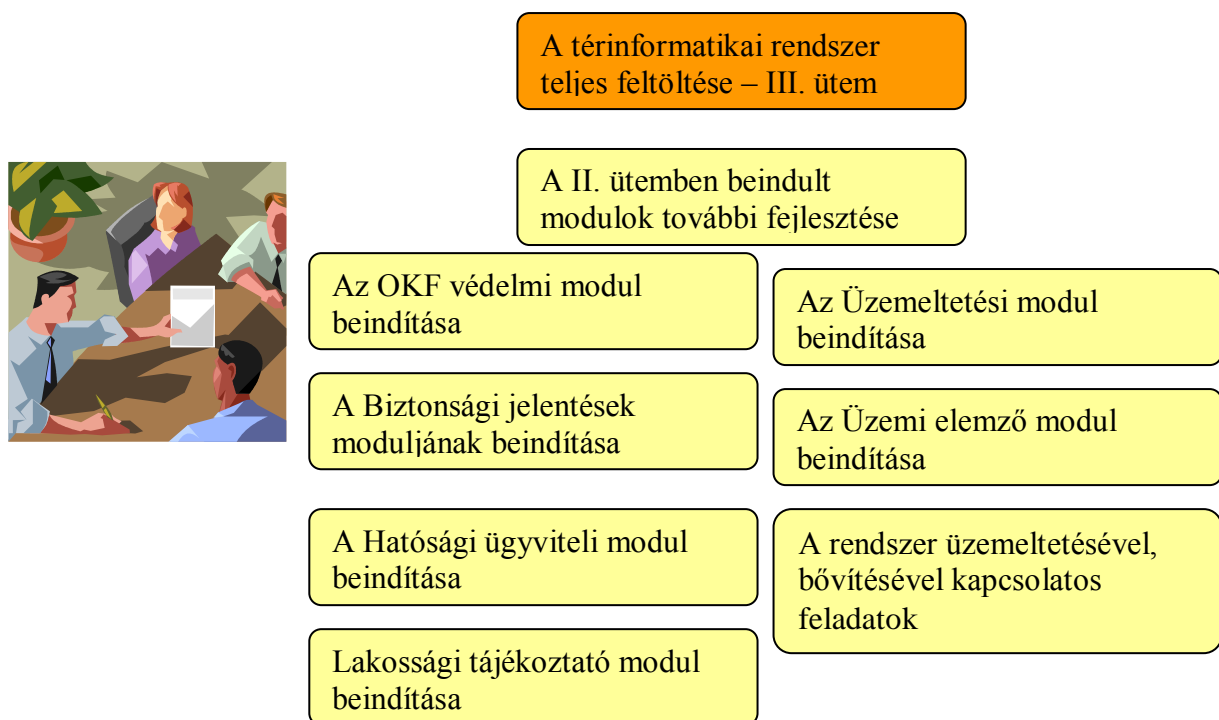 A térinformatikai rendszer
teljes feltöltése – III. ütem
A II. ütemben beindult
modulok további fejlesztése
Az OKF védelmi modul
beindítása
A Biztonsági jelentések
moduljának beindítása
A Hatósági ügyviteli modul
beindítása
Lakossági tájékoztató modul
beindítása
Az Üzemeltetési modul
beindítása
Az Üzemi elemző modul
beindítása
A rendszer üzemeltetésével,
bővítésével kapcsolatos
feladatok